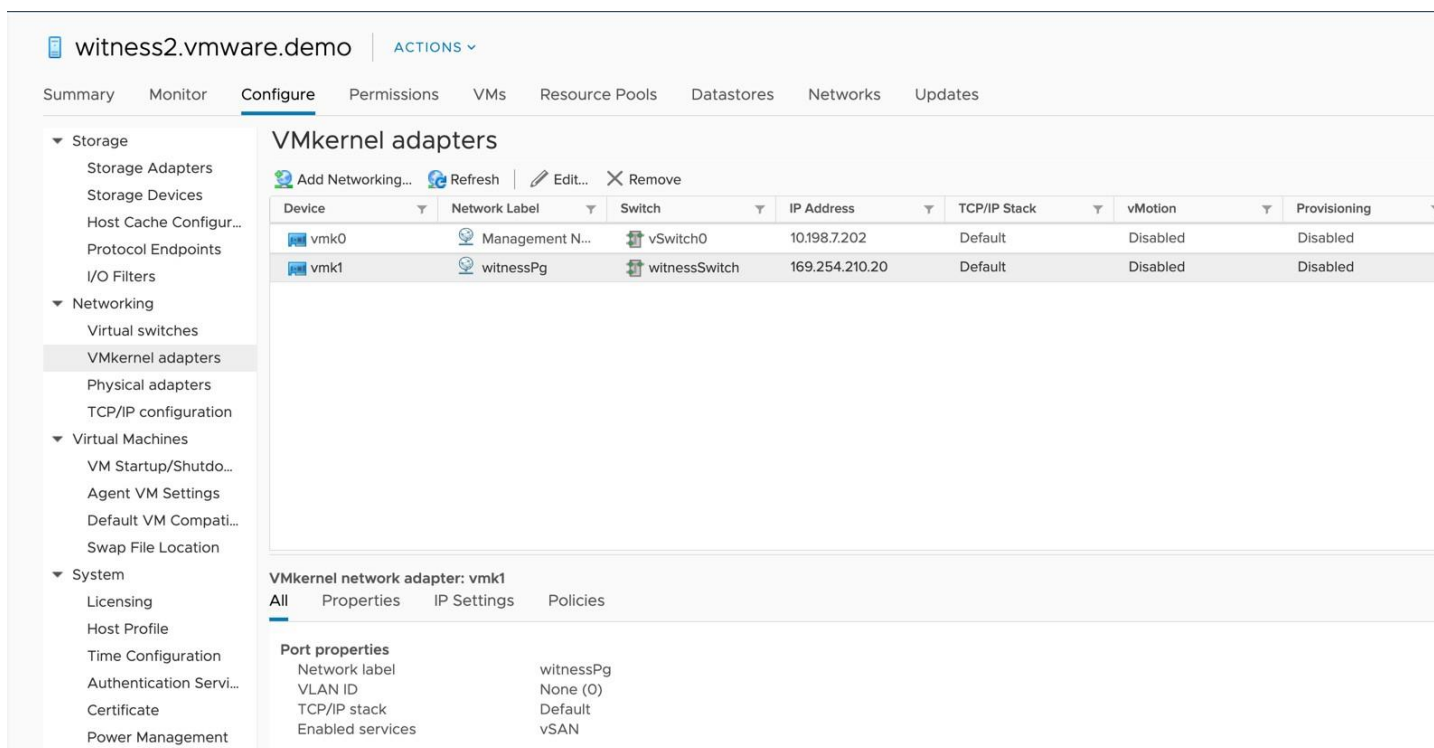 witness2.vmware.demo ACTIONS
Summary Monitor Configure Permissions VMs Resource Pools Datastores Networks Updates
Storage
Storage Adapters
Storage Devices
Host Cache Configur...
Protocol Endpoints
I/O Filters
Networking
Virtual switches
VMkernel adapters
Physical adapters
TCP/IP configuration
Virtual Machines
VM Startup/Shutdo...
Agent VM Settings
Default VM Compati...
Swap File Location
System
Licensing
Host Profile
Time Configuration
Authentication Servi...
Certificate
Power Management
VMkernel adapters
Add Networking... Refresh Edit... Remove
Device Network Label Switch IP Address TCP/IP Stack vMotion Provisioning
vmk0 Management N... vSwitch0 10.198.7.202 Default Disabled Disabled
vmk1 witnessPg witnessSwitch 169.254.210.20 Default Disabled Disabled
VMkernel network adapter: vmk1
All Properties IP Settings Policies
Port properties
Network label witnessPg
VLAN ID None (0)
TCP/IP stack Default
Enabled services vSAN